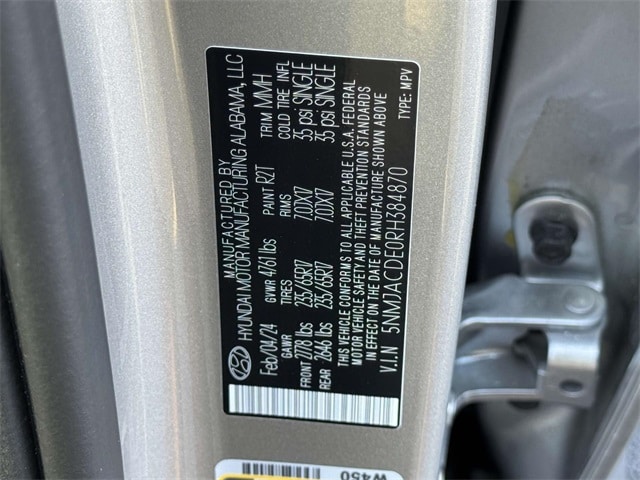 MANUFACTURED BY
HYUNDAI MOTOR MANUFACTURING ALABAMA, LLC
Feb/04/24 GVWR 4761 lbs PAINT R2T TRIM MMH
GAWR TIRES RIMS COLD TIRE INFL
FRONT 2778 lbs 235/65R17 7.0JX17 35 psi SINGLE
REAR 2646 lbs 235/65R17 7.0JX17 35 psi SINGLE
THIS VEHICLE CONFORMS TO ALL APPLICABLE U.S.A. FEDERAL
MOTOR VEHICLE SAFETY AND THEFT PREVENTION STANDARDS
IN EFFECT ON THE DATE OF MANUFACTURE SHOWN ABOVE
V.I.N 5NMJACDE0RH384870 TYPE: MPV
W450